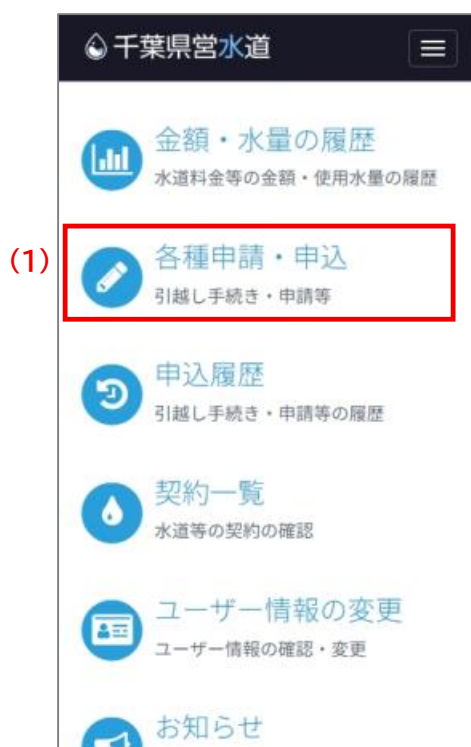 千葉県営水道
金額・水量の履歴
水道料金等の金額・使用水量の履歴
(1)
各種申請・申込
引越し手続き・申請等
申込履歴
引越し手続き・申請等の履歴
契約一覧
水道等の契約の確認
ユーザー情報の変更
ユーザー情報の確認・変更
お知らせ